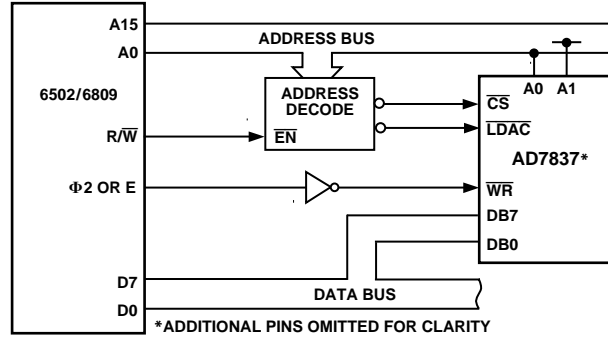 A15
ADDRESS BUS
A0
6502/6809
ADDRESS
DECODE
EN
R/W
Φ2 OR E
A0 A1
CS
LDAC
AD7837*
WR
DB7
DB0
D7
DATA BUS
D0
*ADDITIONAL PINS OMITTED FOR CLARITY